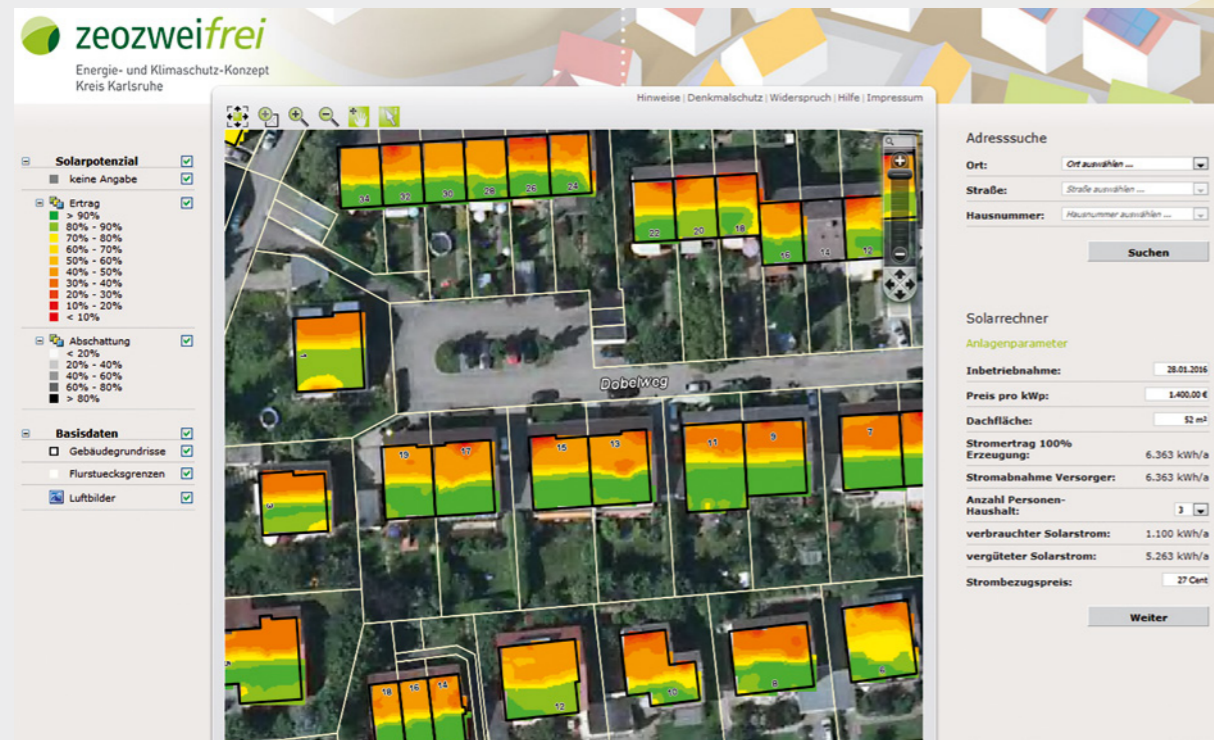 zeozweifrei
Energie- und Klimaschutz-Konzept
Kreis Karlsruhe
Hinweise | Denkmalschutz | Widerspruch | Hilfe | Impressum
Solarpotenzial
keine Angabe
Ertrag
> 90%
80% - 90%
70% - 80%
60% - 70%
50% - 60%
40% - 50%
30% - 40%
20% - 30%
10% - 20%
< 10%
Abschattung
< 20%
20% - 40%
40% - 60%
60% - 80%
> 80%
Basisdaten
Gebäudegrundrisse
Flurstuecksgrenzen
Luftbilder
34 32 30 28 26 24
22 20 18 16 14 12
Dobelweg
19 17 15 13 11 9 7
18 16 14 12 10 8 6
Adresssuche
Ort: Ort auswählen ...
Straße: Straße auswählen ...
Hausnummer: Hausnummer auswählen ...
Suchen
Solarrechner
Anlagenparameter
Inbetriebnahme: 28.01.2016
Preis pro kWp: 1.400,00 €
Dachfläche: 52 m²
Stromertrag 100%
Erzeugung: 6.363 kWh/a
Stromabnahme Versorger: 6.363 kWh/a
Anzahl Personen-
Haushalt: 3
verbrauchter Solarstrom: 1.100 kWh/a
vergüteter Solarstrom: 5.263 kWh/a
Strombezugspreis: 27 Cent
Weiter